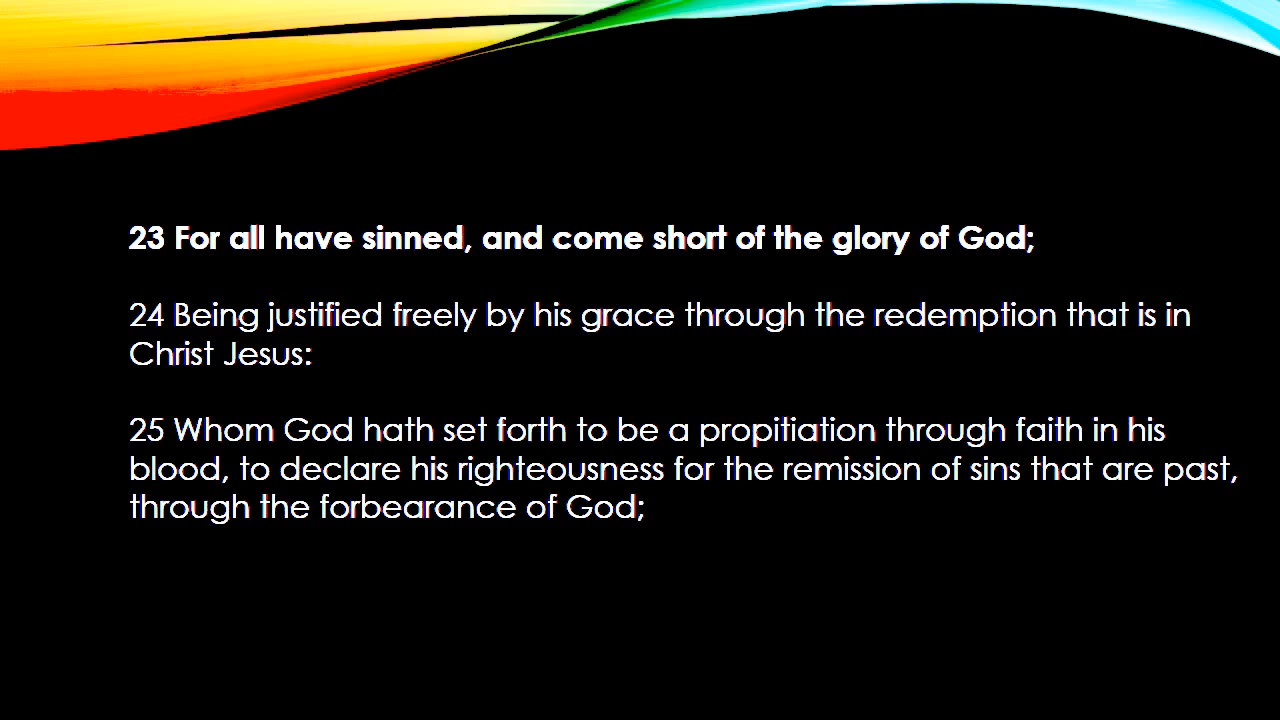 23 For all have sinned, and come short of the glory of God;
24 Being justified freely by his grace through the redemption that is in
Christ Jesus:
25 Whom God hath set forth to be a propitiation through faith in his
blood, to declare his righteousness for the remission of sins that are past,
through the forbearance of God;